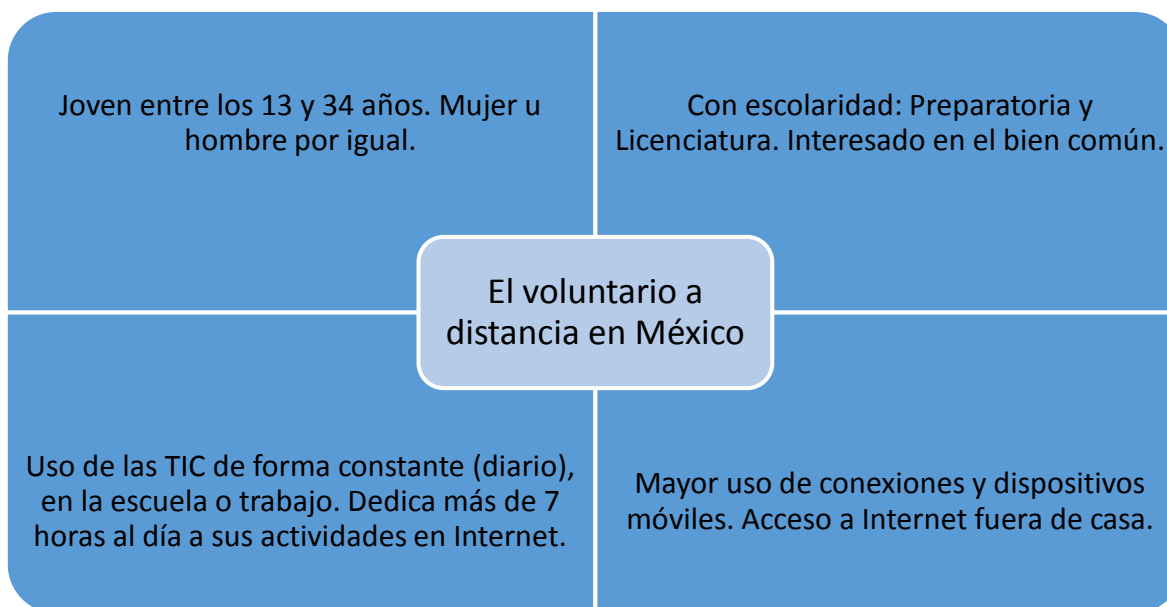 Joven entre los 13 y 34 años. Mujer u
hombre por igual.
Con escolaridad: Preparatoria y
Licenciatura. Interesado en el bien común.
El voluntario a
distancia en México
Uso de las TIC de forma constante (diario),
en la escuela o trabajo. Dedica más de 7
horas al día a sus actividades en Internet.
Mayor uso de conexiones y dispositivos
móviles. Acceso a Internet fuera de casa.